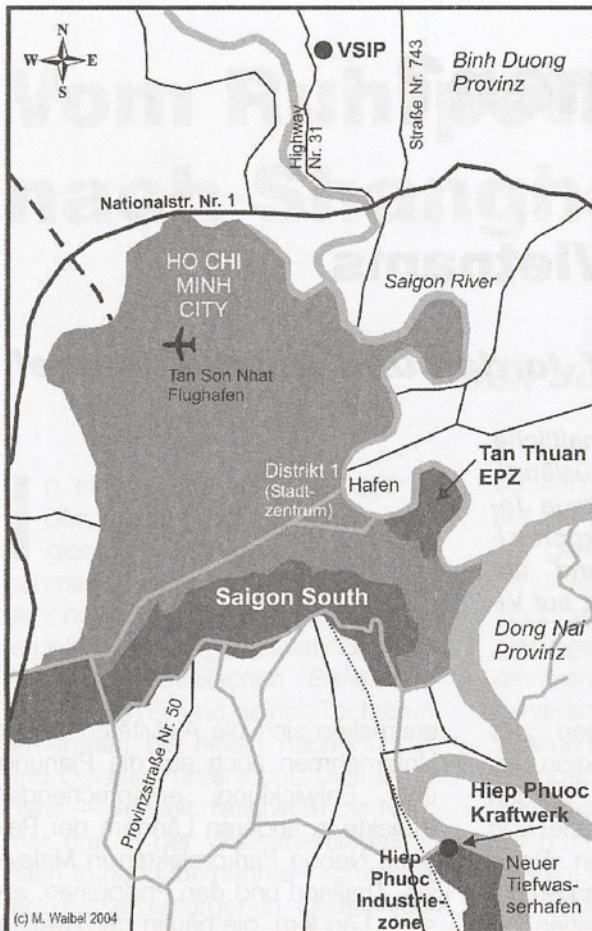 N
W
E
S
VSIP
Binh Duong
Provinz
Highway
Nr. 31
Straße Nr. 743
Nationalstr. Nr. 1
HO CHI
MINH
CITY
Saigon River
Tan Son Nhat
Flughafen
Tan Thuan
EPZ
Distrikt 1
(Stadt-
zentrum)
Hafen
Saigon South
Dong Nai
Provinz
Provinzstraße Nr. 50
Hiep Phuoc
Kraftwerk
Hiep
Phuoc
Industrie-
zone
Neuer
Tiefwas-
serhafen
(c) M. Waibel 2004